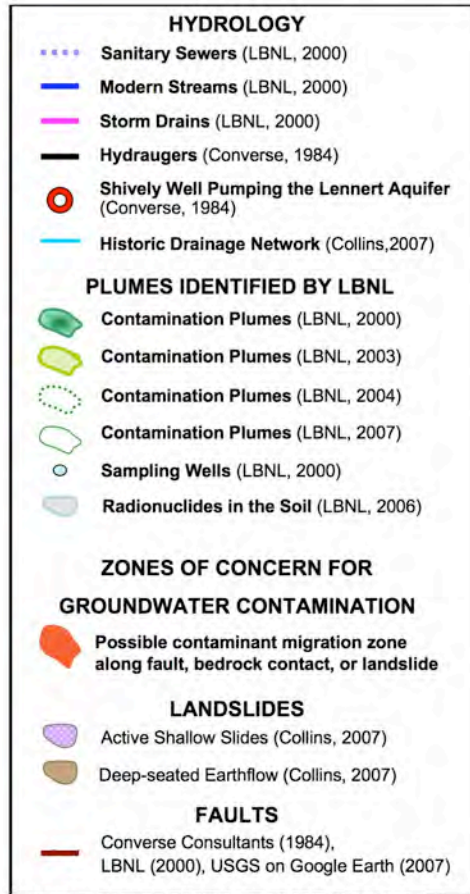 HYDROLOGY
Sanitary Sewers (LBNL, 2000)
Modern Streams (LBNL, 2000)
Storm Drains (LBNL, 2000)
Hydraugers (Converse, 1984)
Shively Well Pumping the Lennert Aquifer
(Converse, 1984)
Historic Drainage Network (Collins,2007)
PLUMES IDENTIFIED BY LBNL
Contamination Plumes (LBNL, 2000)
Contamination Plumes (LBNL, 2003)
Contamination Plumes (LBNL, 2004)
Contamination Plumes (LBNL, 2007)
Sampling Wells (LBNL, 2000)
Radionuclides in the Soil (LBNL, 2006)
ZONES OF CONCERN FOR
GROUNDWATER CONTAMINATION
Possible contaminant migration zone
along fault, bedrock contact, or landslide
LANDSLIDES
Active Shallow Slides (Collins, 2007)
Deep-seated Earthflow (Collins, 2007)
FAULTS
Converse Consultants (1984),
LBNL (2000), USGS on Google Earth (2007)